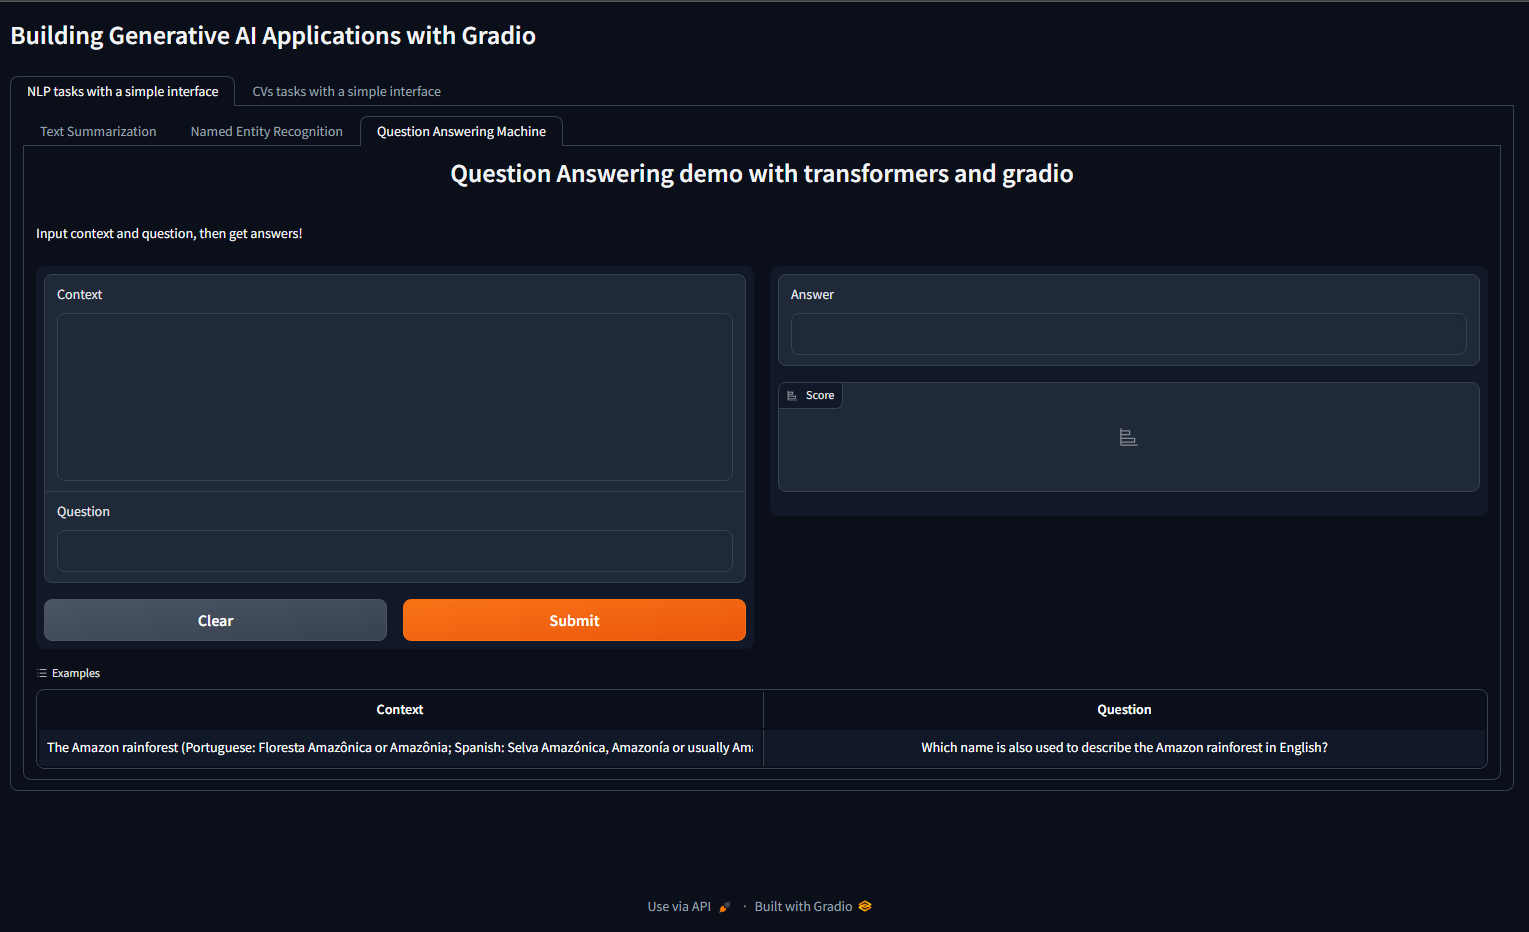 Building Generative AI Applications with Gradio
NLP tasks with a simple interface
CVs tasks with a simple interface
Text Summarization
Named Entity Recognition
Question Answering Machine
Question Answering demo with transformers and gradio
Input context and question, then get answers!
Context
Question
Clear
Submit
Answer
Score
Examples
Context
Question
The Amazon rainforest (Portuguese: Floresta Amazônica or Amazônia; Spanish: Selva Amazónica, Amazonía or usually Ama
Which name is also used to describe the Amazon rainforest in English?
Use via API
·
Built with Gradio